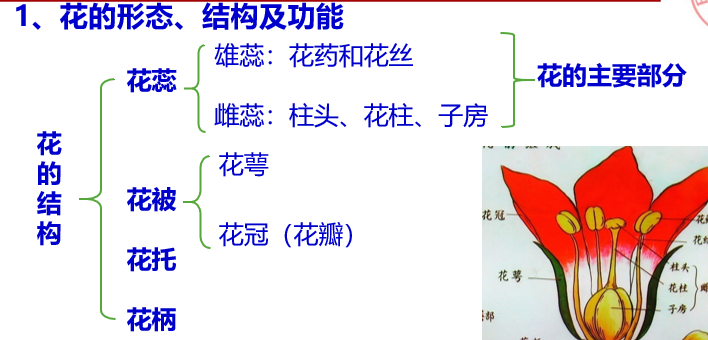 1、花的形态、结构及功能
雄蕊：花药和花丝
花蕊
花的主要部分
雌蕊：柱头、花柱、子房
花的结构
花萼
花被
花冠（花瓣）
花托
花柄
花冠
柱头
花萼
花柱
子房